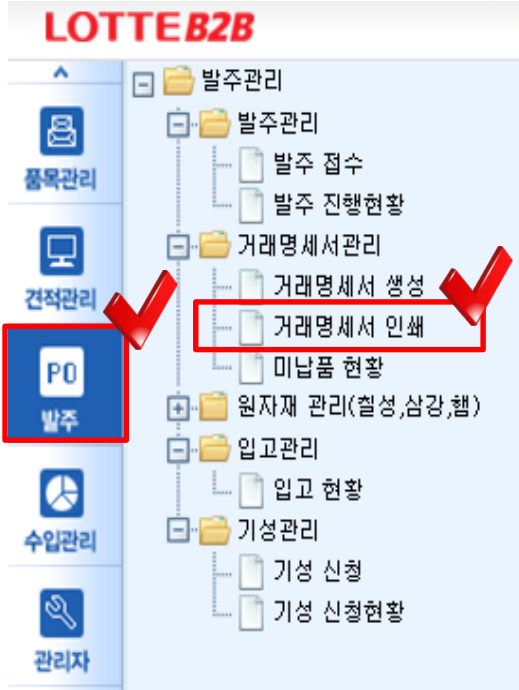 LOTTEB2B
품목관리
견적관리
PO
발주
수입관리
관리자
발주관리
발주관리
발주 접수
발주 진행현황
거래명세서관리
거래명세서 생성
거래명세서 인쇄
미납품 현황
원자재 관리(칠성,삼강,햄)
입고관리
입고 현황
기성관리
기성 신청
기성 신청현황